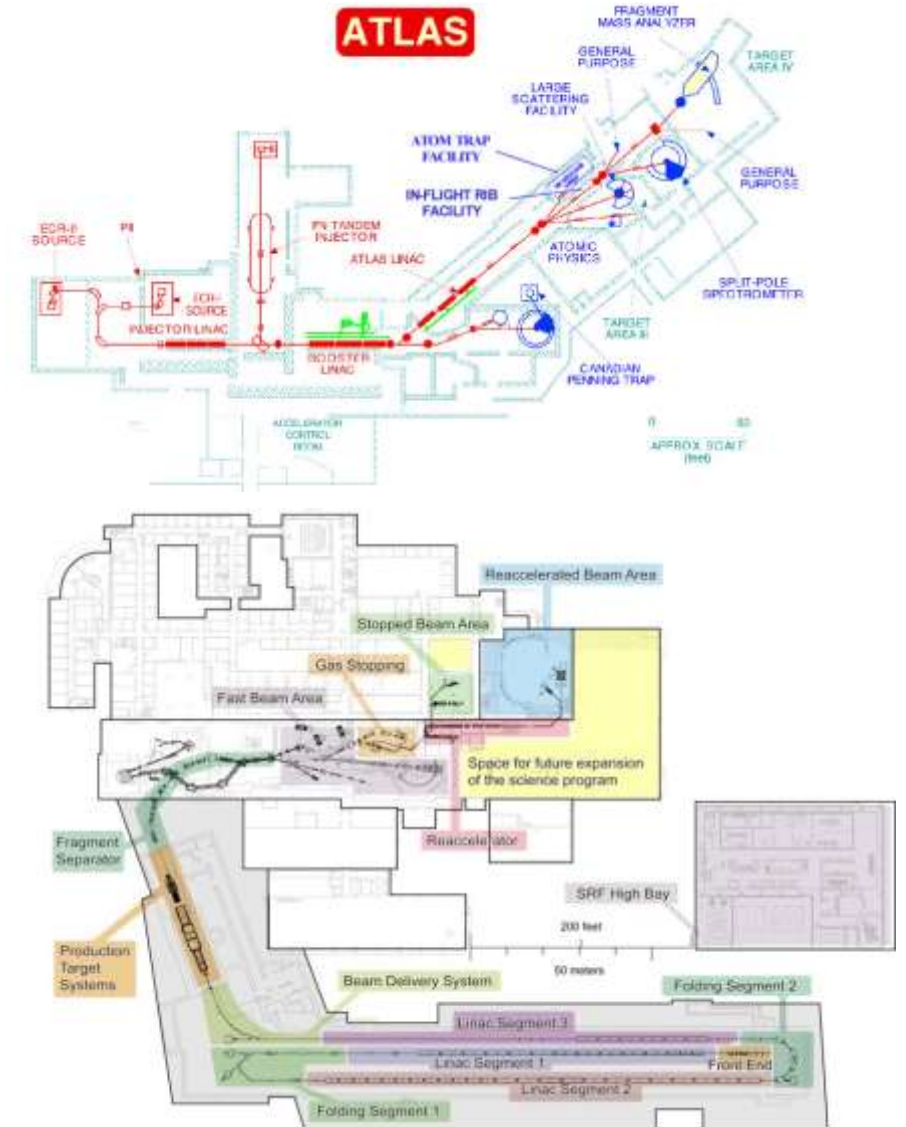 ATLAS
FRAGMENT
MASS ANALYZER
GENERAL
PURPOSE
TARGET
AREA IV
LARGE
SCATTERING
FACILITY
ATOM TRAP
FACILITY
IN-FLIGHT RIB
FACILITY
GENERAL
PURPOSE
ECR-II
SOURCE
PII
FN TANDEM
INJECTOR
ATLAS LINAC
ATOMIC
PHYSICS
SPLIT-POLE
SPECTROMETER
ECR-I
SOURCE
INJECTOR LINAC
TARGET
AREA III
BOOSTER
LINAC
CANADIAN
PENNING TRAP
ACCELERATOR
CONTROL
ROOM
0
APPROX. SCALE
(feet)
Reaccelerated Beam Area
Stopped Beam Area
Gas Stopping
Fast Beam Area
Space for future expansion
of the science program
Fragment
Separator
Reaccelerator
SRF High Bay
200 feet
50 meters
Production
Target
Systems
Beam Delivery System
Folding Segment 2
Linac Segment 3
Linac Segment 1
Front End
Linac Segment 2
Folding Segment 1